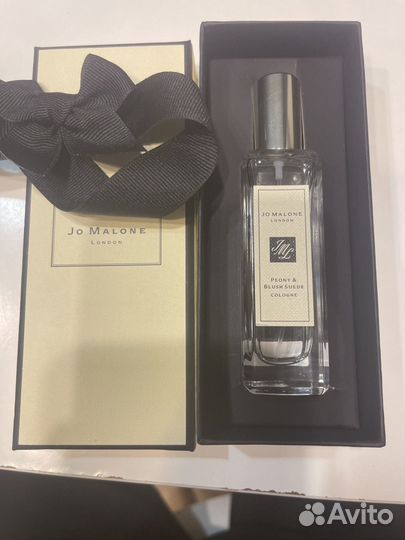 JO MALONE
LONDON
JO MALONE
LONDON
JML
PEONY &
BLUSH SUEDE
COLOGNE
Avito